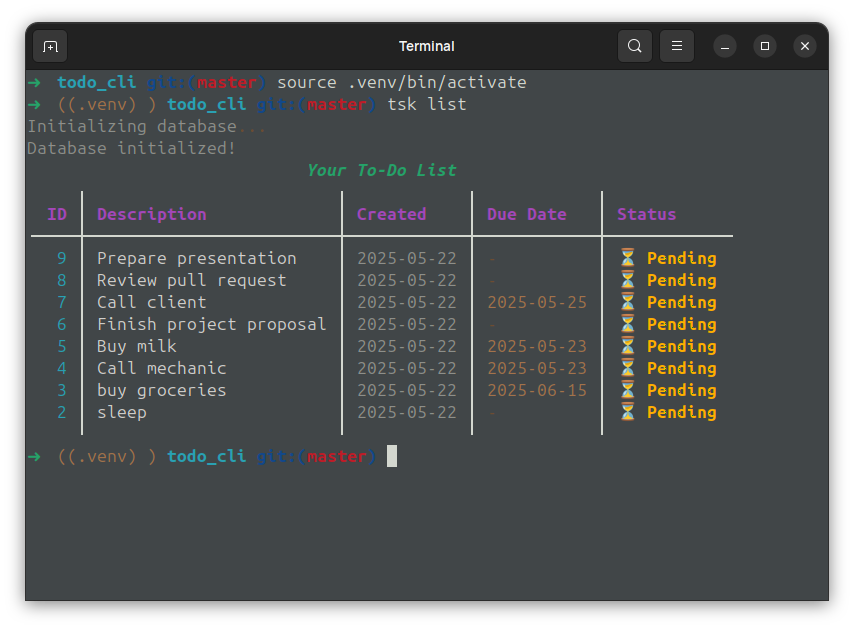 Terminal
→ todo_cli git:(master) source .venv/bin/activate
→ ((.venv) ) todo_cli git:(master) tsk list
Initializing database...
Database initialized!
Your To-Do List
ID Description Created Due Date Status
9 Prepare presentation 2025-05-22 - ⏳ Pending
8 Review pull request 2025-05-22 - ⏳ Pending
7 Call client 2025-05-22 2025-05-25 ⏳ Pending
6 Finish project proposal 2025-05-22 - ⏳ Pending
5 Buy milk 2025-05-22 2025-05-23 ⏳ Pending
4 Call mechanic 2025-05-22 2025-05-23 ⏳ Pending
3 buy groceries 2025-05-22 2025-06-15 ⏳ Pending
2 sleep 2025-05-22 - ⏳ Pending
→ ((.venv) ) todo_cli git:(master)